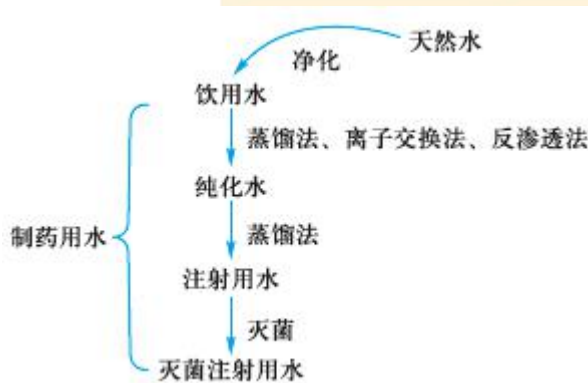 天然水
净化
饮用水
蒸馏法、离子交换法、反渗透法
纯化水
制药用水
蒸馏法
注射用水
灭菌
灭菌注射用水